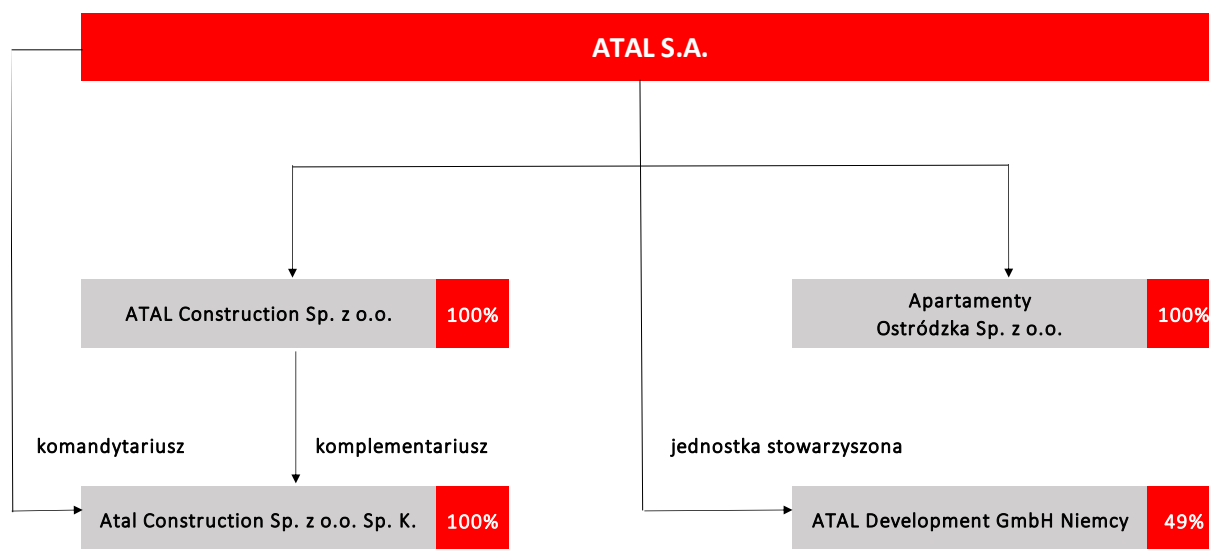 ATAL S.A.
ATAL Construction Sp. z o.o.
100%
Apartamenty
Ostródzka Sp. z o.o.
100%
komandytariusz
komplementariusz
jednostka stowarzyszona
Atal Construction Sp. z o.o. Sp. K.
100%
ATAL Development GmbH Niemcy
49%